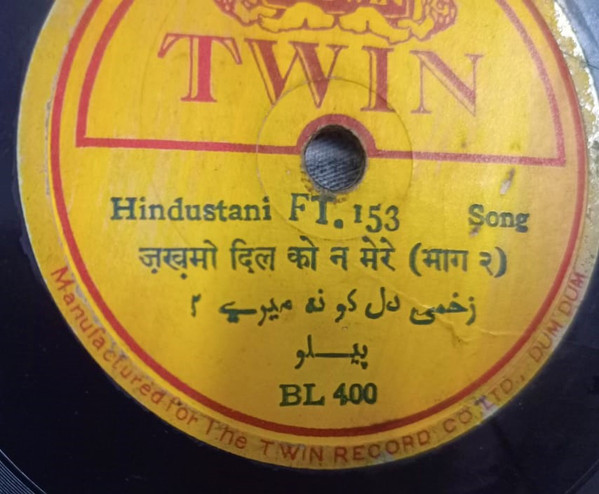 TWIN
Hindustani FT. 153 Song
ज़ख़मो दिल को न मेरे (भाग २)
زخمی دل کو نہ میرے ۲
پیلو
BL 400
Manufactured for The TWIN RECORD CO. LTD., DUM DUM.